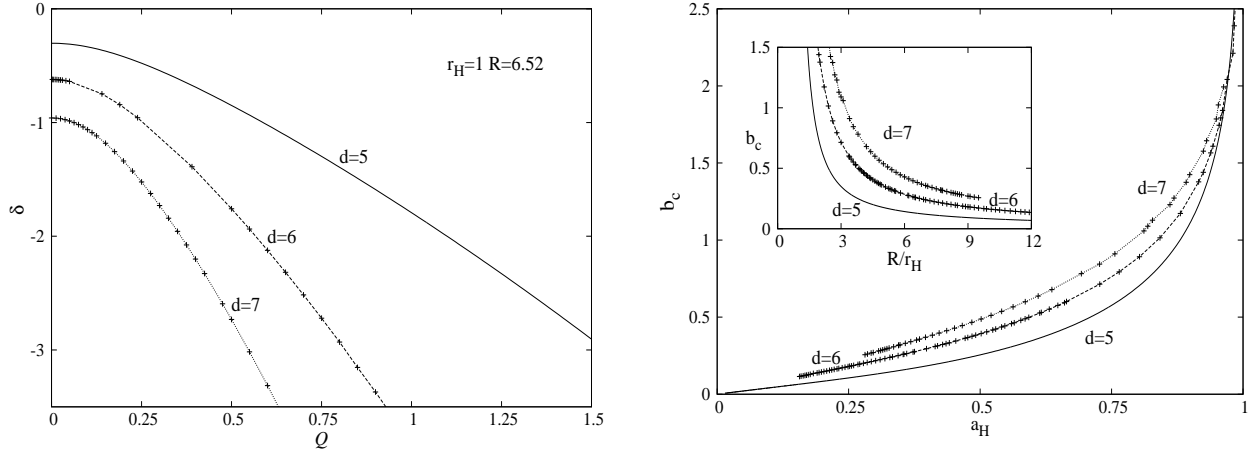 0
-1
-2
-3
δ
0 0.25 0.5 0.75 1 1.25 1.5
Q
r_H=1 R=6.52
d=5
d=6
d=7
2.5
2
1.5
1
0.5
0
b_c
0 0.25 0.5 0.75 1
a_H
d=7
d=6
d=5
1.5
1
0.5
0
b_c
0 3 6 9 12
R/r_H
d=7
d=6
d=5